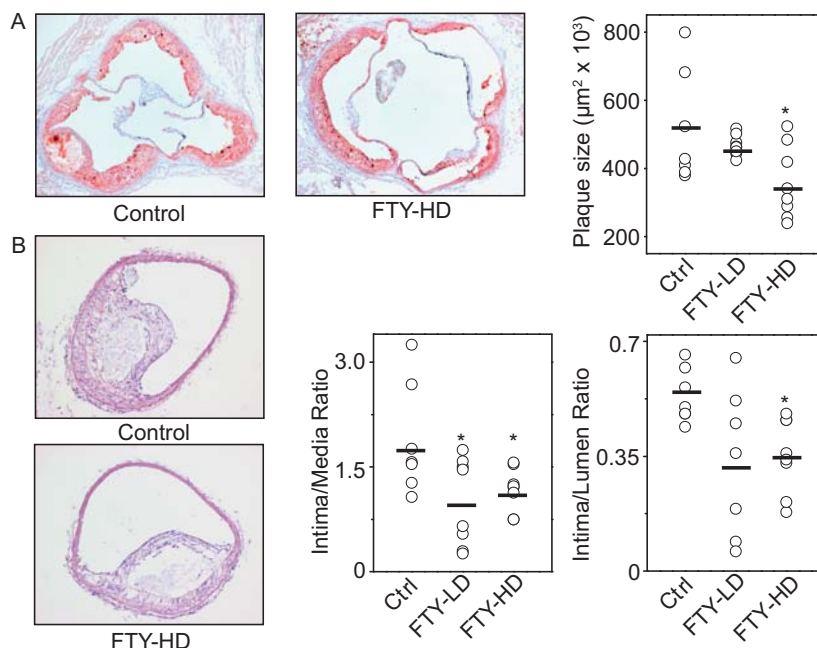 A
Control
FTY-HD
Plaque size (µm² x 10³)
800
600
400
200
*
Ctrl
FTY-LD
FTY-HD
B
Control
FTY-HD
Intima/Media Ratio
3.0
1.5
0
*
*
Ctrl
FTY-LD
FTY-HD
Intima/Lumen Ratio
0.7
0.35
0
*
Ctrl
FTY-LD
FTY-HD